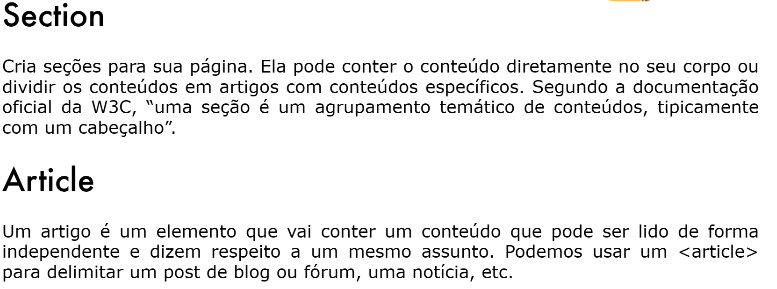 Section
Cria seções para sua página. Ela pode conter o conteúdo diretamente no seu corpo ou
dividir os conteúdos em artigos com conteúdos específicos. Segundo a documentação
oficial da W3C, “uma seção é um agrupamento temático de conteúdos, tipicamente
com um cabeçalho”.
Article
Um artigo é um elemento que vai conter um conteúdo que pode ser lido de forma
independente e dizem respeito a um mesmo assunto. Podemos usar um <article>
para delimitar um post de blog ou fórum, uma notícia, etc.